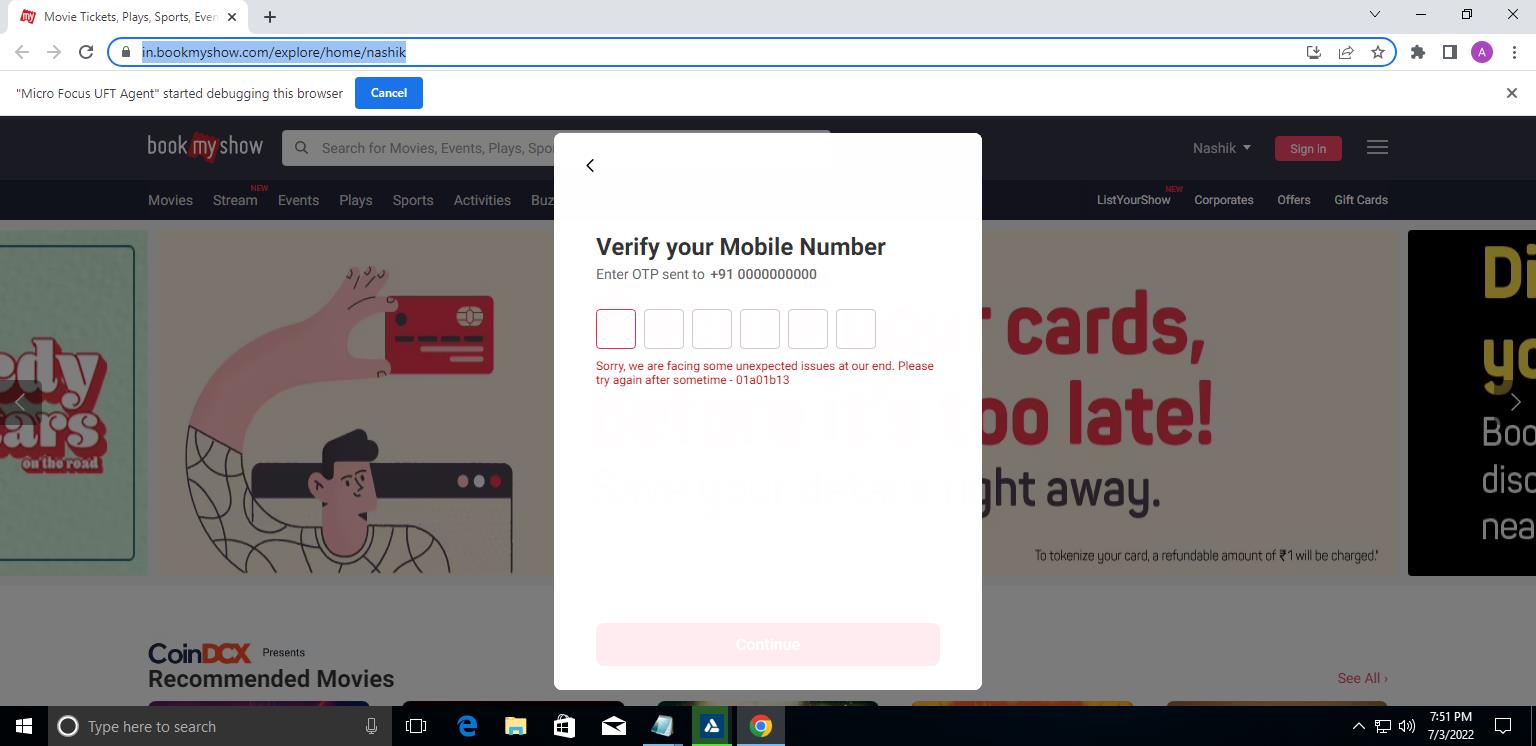 Movie Tickets, Plays, Sports, Even
in.bookmyshow.com/explore/home/nashik
A
"Micro Focus UFT Agent" started debugging this browser
Cancel
book my show
Search for Movies, Events, Plays, Spo
Nashik
Sign in
Movies
Stream
NEW
Events
Plays
Sports
Activities
Buz
ListYourShow
NEW
Corporates
Offers
Gift Cards
Verify your Mobile Number
Enter OTP sent to +91 0000000000
Sorry, we are facing some unexpected issues at our end. Please
try again after sometime - 01a01b13
Continue
edy
ears
on the road
r cards,
too late!
right away.
To tokenize your card, a refundable amount of ₹1 will be charged.*
Di
yo
Boo
disc
nea
CoinDCX Presents
Recommended Movies
See All ›
Type here to search
7:51 PM
7/3/2022